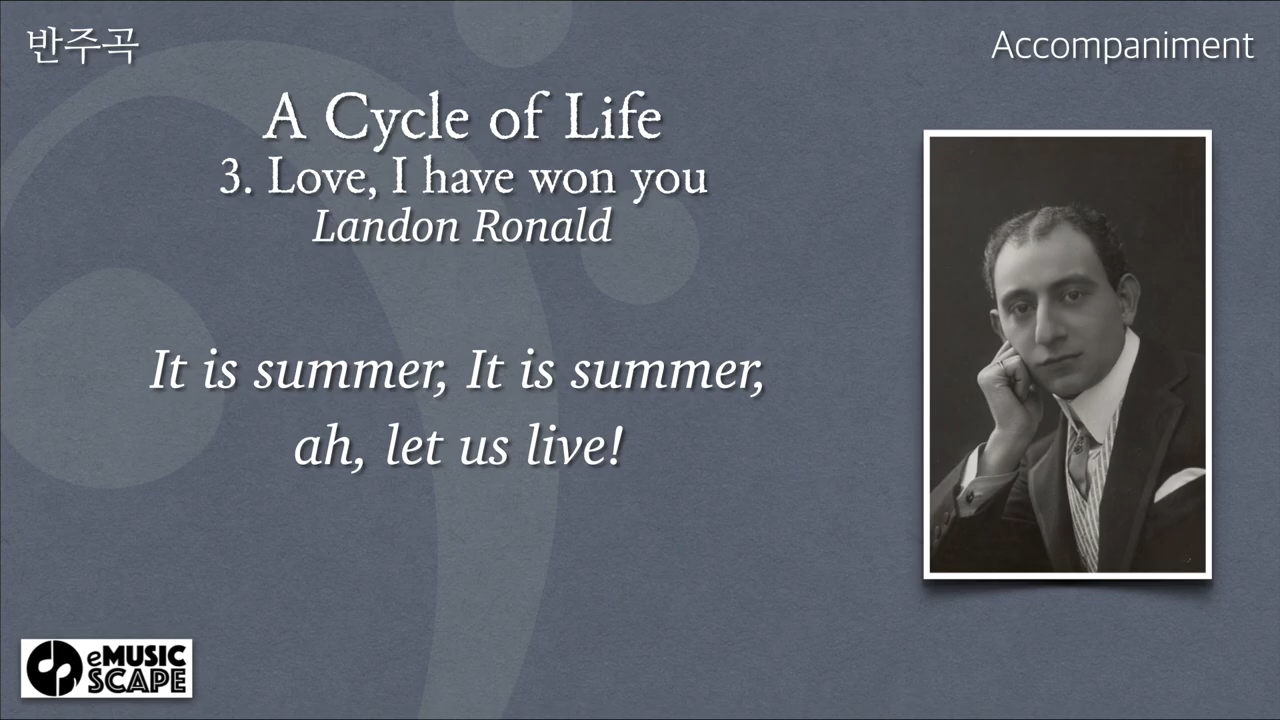 반주곡
Accompaniment
A Cycle of Life
3. Love, I have won you
Landon Ronald
It is summer, It is summer,
ah, let us live!
eMUSIC
SCAPE